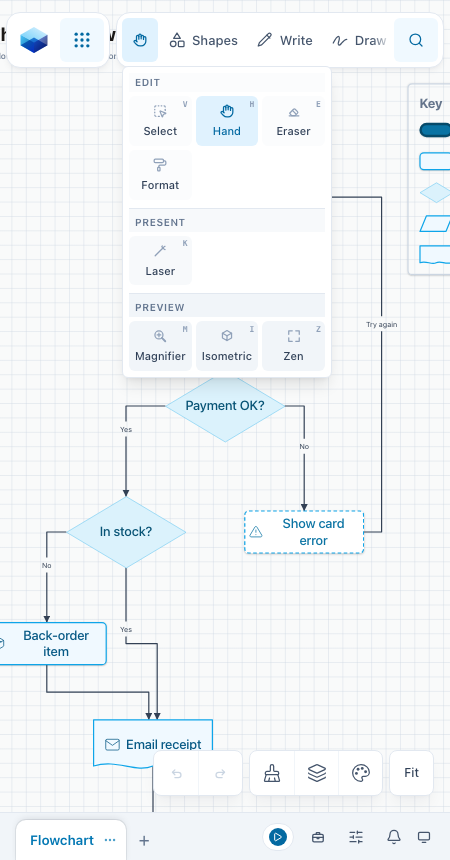 Shapes
Write
Draw
EDIT
V
Select
H
Hand
E
Eraser
Format
PRESENT
K
Laser
PREVIEW
M
Magnifier
I
Isometric
Z
Zen
Key
Try again
Payment OK?
Yes
No
In stock?
Show card
error
No
Yes
Back-order
item
Email receipt
Fit
Flowchart